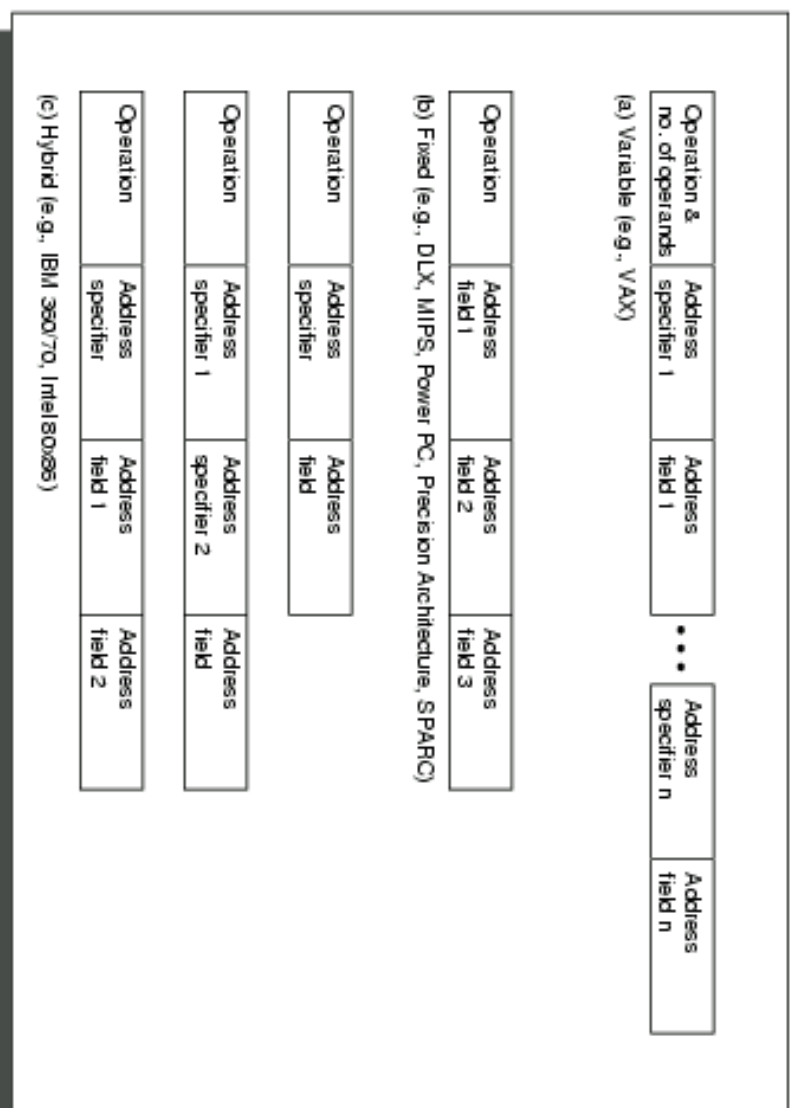 Operation &
no. of operands
Address
specifier 1
Address
field 1
• • •
Address
specifier n
Address
field n
(a) Variable (e.g., VAX)
Operation
Address
field 1
Address
field 2
Address
field 3
(b) Fixed (e.g., DLX, MIPS, Power PC, Precision Architecture, SPARC)
Operation
Address
specifier
Address
field
Operation
Address
specifier 1
Address
specifier 2
Address
field
Operation
Address
specifier
Address
field 1
Address
field 2
(c) Hybrid (e.g., IBM 360/70, Intel 80x86)